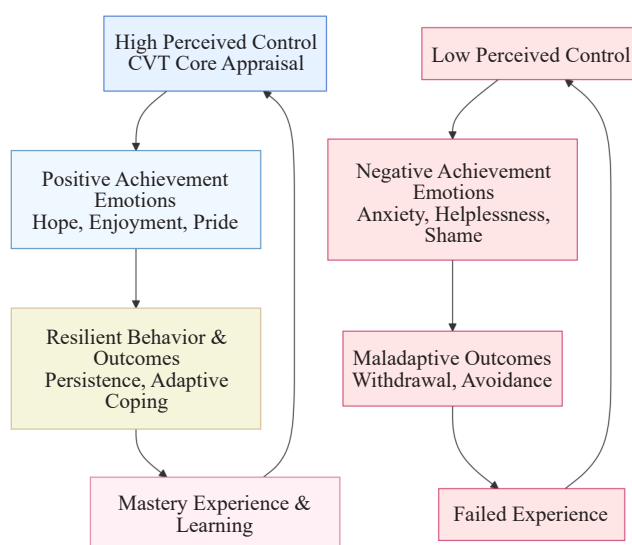 High Perceived Control
CVT Core Appraisal
Low Perceived Control
Positive Achievement
Emotions
Hope, Enjoyment, Pride
Negative Achievement
Emotions
Anxiety, Helplessness,
Shame
Resilient Behavior &
Outcomes
Persistence, Adaptive
Coping
Maladaptive Outcomes
Withdrawal, Avoidance
Mastery Experience &
Learning
Failed Experience